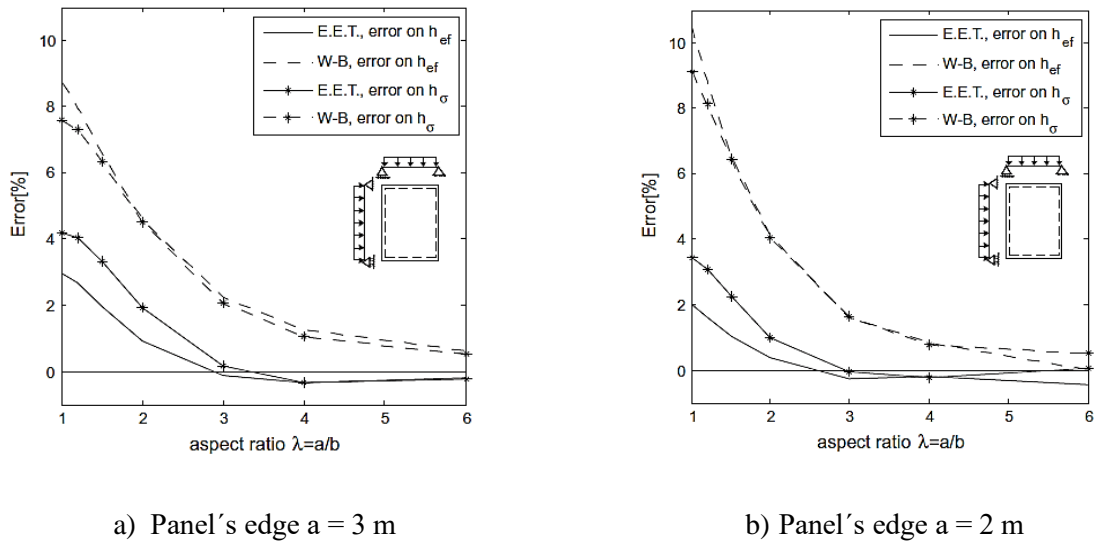 E.E.T., error on h_ef
W-B, error on h_ef
E.E.T., error on h_σ
W-B, error on h_σ
Error[%]
10
8
6
4
2
0
1 2 3 4 5 6
aspect ratio λ=a/b
a) Panel´s edge a = 3 m
E.E.T., error on h_ef
W-B, error on h_ef
E.E.T., error on h_σ
W-B, error on h_σ
Error[%]
10
8
6
4
2
0
1 2 3 4 5 6
aspect ratio λ=a/b
b) Panel´s edge a = 2 m